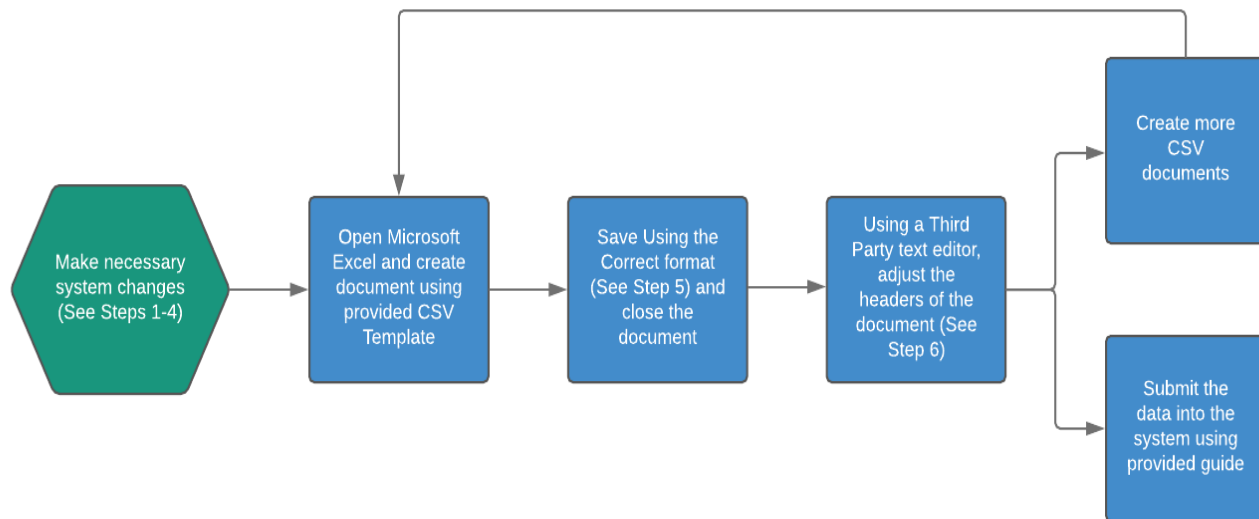 Make necessary
system changes
(See Steps 1-4)
Open Microsoft
Excel and create
document using
provided CSV
Template
Save Using the
Correct format
(See Step 5) and
close the
document
Using a Third
Party text editor,
adjust the
headers of the
document (See
Step 6)
Create more
CSV
documents
Submit the
data into the
system using
provided guide